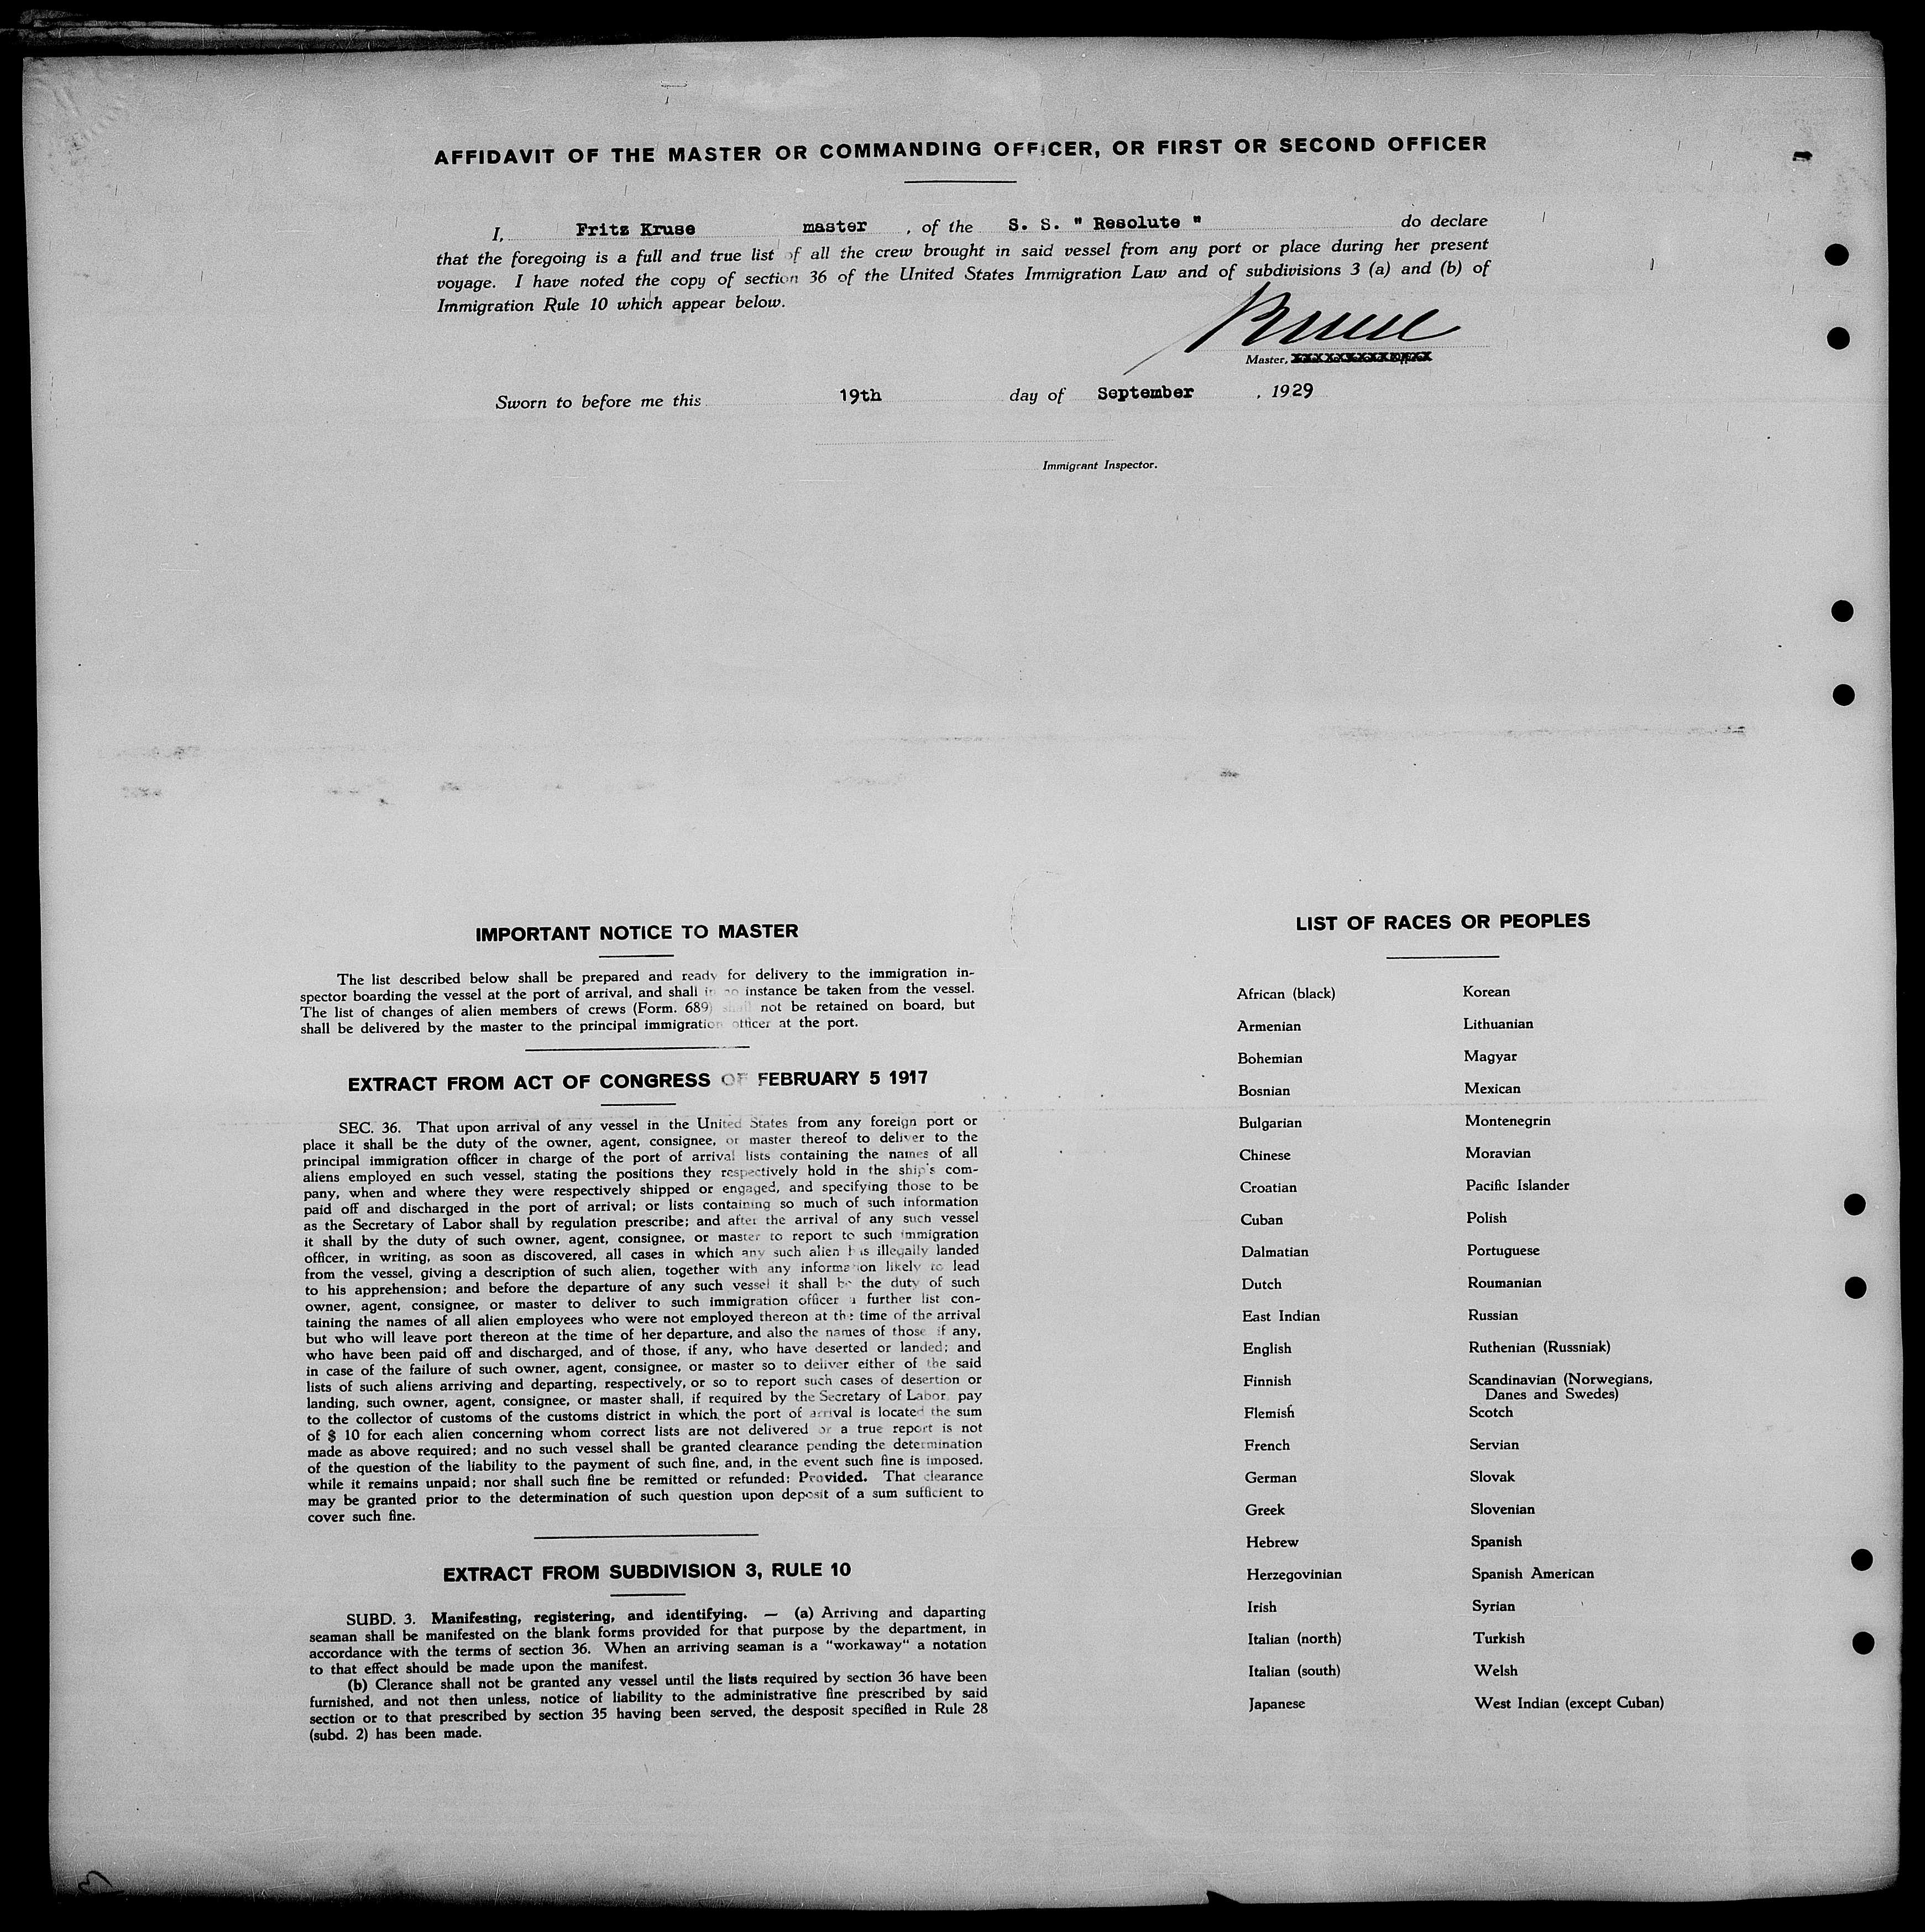 AFFIDAVIT OF THE MASTER OR COMMANDING OFFICER, OR FIRST OR SECOND OFFICER
I, Fritz Kruse master , of the S. S. " Resolute " do declare
that the foregoing is a full and true list of all the crew brought in said vessel from any port or place during her present
voyage. I have noted the copy of section 36 of the United States Immigration Law and of subdivisions 3 (a) and (b) of
Immigration Rule 10 which appear below.
Kruse
Master,
Sworn to before me this 19th day of September , 1929
Immigrant Inspector.
IMPORTANT NOTICE TO MASTER
The list described below shall be prepared and ready for delivery to the immigration in-
spector boarding the vessel at the port of arrival, and shall in no instance be taken from the vessel.
The list of changes of alien members of crews (Form. 689) shall not be retained on board, but
shall be delivered by the master to the principal immigration officer at the port.
EXTRACT FROM ACT OF CONGRESS OF FEBRUARY 5 1917
SEC. 36. That upon arrival of any vessel in the United States from any foreign port or
place it shall be the duty of the owner, agent, consignee, or master thereof to deliver to the
principal immigration officer in charge of the port of arrival lists containing the names of all
aliens employed en such vessel, stating the positions they respectively hold in the ship's com-
pany, when and where they were respectively shipped or engaged, and specifying those to be
paid off and discharged in the port of arrival; or lists containing so much of such information
as the Secretary of Labor shall by regulation prescribe; and after the arrival of any such vessel
it shall by the duty of such owner, agent, consignee, or master to report to such immigration
officer, in writing, as soon as discovered, all cases in which any such alien has illegally landed
from the vessel, giving a description of such alien, together with any information likely to lead
to his apprehension; and before the departure of any such vessel it shall be the duty of such
owner, agent, consignee, or master to deliver to such immigration officer a further list con-
taining the names of all alien employees who were not employed thereon at the time of the arrival
but who will leave port thereon at the time of her departure, and also the names of those if any,
who have been paid off and discharged, and of those, if any, who have deserted or landed; and
in case of the failure of such owner, agent, consignee, or master so to deliver either of the said
lists of such aliens arriving and departing, respectively, or so to report such cases of desertion or
landing, such owner, agent, consignee, or master shall, if required by the Secretary of Labor, pay
to the collector of customs of the customs district in which the port of arrival is located the sum
of $ 10 for each alien concerning whom correct lists are not delivered or a true report is not
made as above required; and no such vessel shall be granted clearance pending the determination
of the question of the liability to the payment of such fine, and, in the event such fine is imposed,
while it remains unpaid; nor shall such fine be remitted or refunded: Provided. That clearance
may be granted prior to the determination of such question upon deposit of a sum sufficient to
cover such fine.
EXTRACT FROM SUBDIVISION 3, RULE 10
SUBD. 3. Manifesting, registering, and identifying. — (a) Arriving and daparting
seaman shall be manifested on the blank forms provided for that purpose by the department, in
accordance with the terms of section 36. When an arriving seaman is a "workaway" a notation
to that effect should be made upon the manifest.
(b) Clerance shall not be granted any vessel until the lists required by section 36 have been
furnished, and not then unless, notice of liability to the administrative fine prescribed by said
section or to that prescribed by section 35 having been served, the desposit specified in Rule 28
(subd. 2) has been made.
LIST OF RACES OR PEOPLES
African (black) Korean
Armenian Lithuanian
Bohemian Magyar
Bosnian Mexican
Bulgarian Montenegrin
Chinese Moravian
Croatian Pacific Islander
Cuban Polish
Dalmatian Portuguese
Dutch Roumanian
East Indian Russian
English Ruthenian (Russniak)
Finnish Scandinavian (Norwegians,
Danes and Swedes)
Flemish Scotch
French Servian
German Slovak
Greek Slovenian
Hebrew Spanish
Herzegovinian Spanish American
Irish Syrian
Italian (north) Turkish
Italian (south) Welsh
Japanese West Indian (except Cuban)